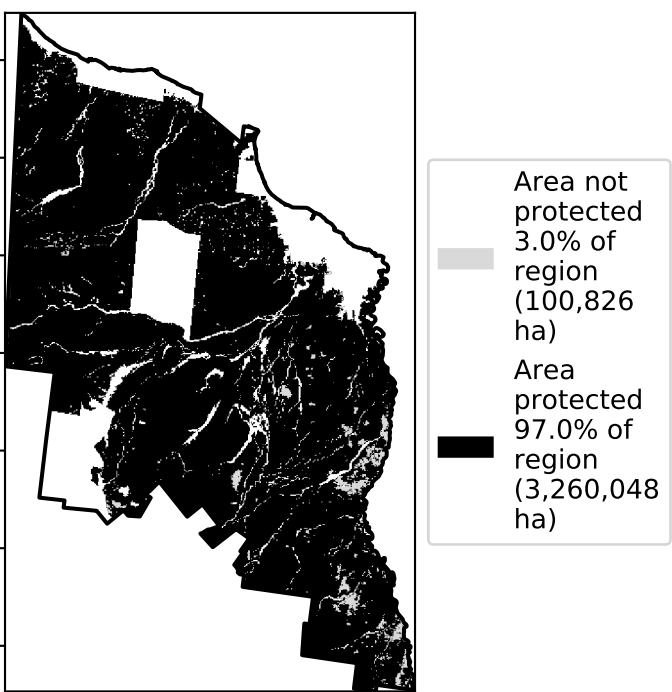 Area not
protected
3.0% of
region
(100,826
ha)
Area
protected
97.0% of
region
(3,260,048
ha)